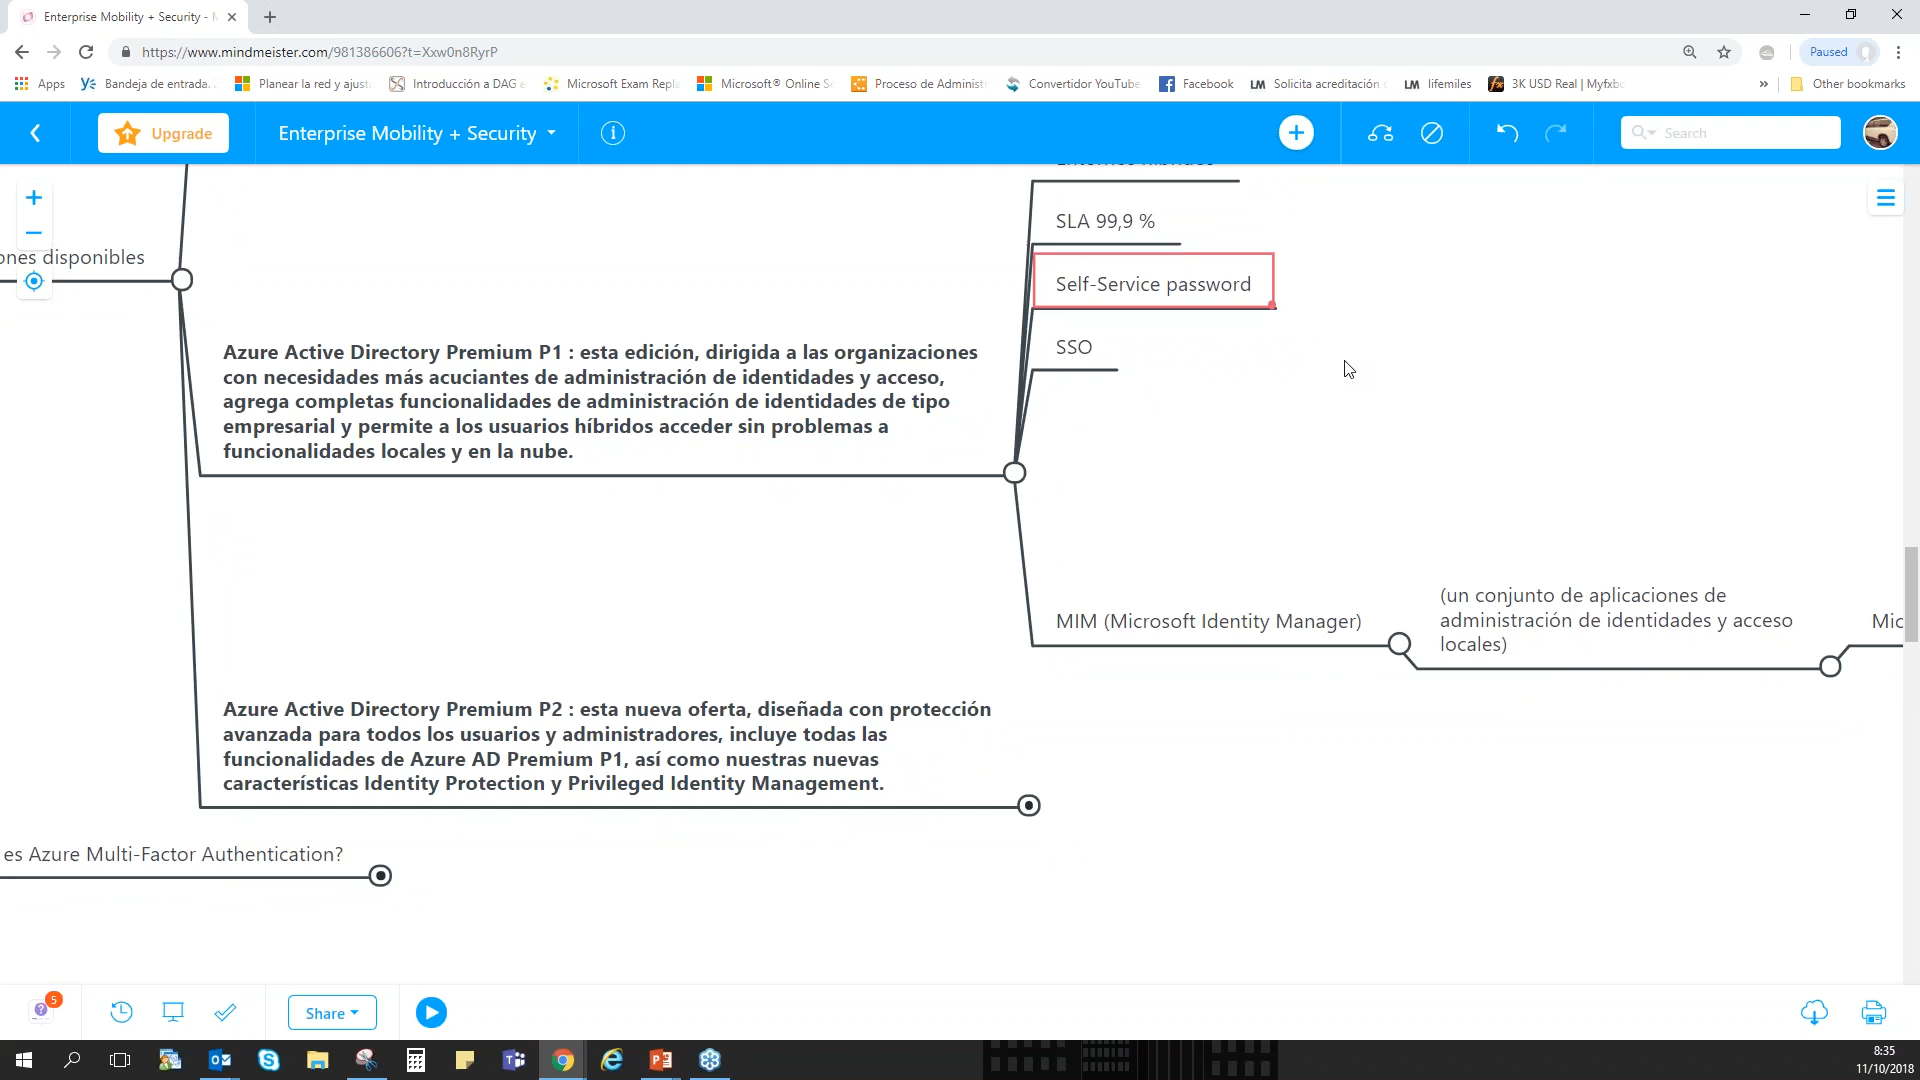 Enterprise Mobility + Security -
https://www.mindmeister.com/981386606?t=Xxw0n8RyrP
Paused
Apps
Bandeja de entrada.
Planear la red y ajust
Introducción a DAG e
Microsoft Exam Repla
Microsoft® Online Se
Proceso de Administ
Convertidor YouTube
Facebook
Solicita acreditación
LM lifemiles
3K USD Real | Myfxb
Other bookmarks
Upgrade
Enterprise Mobility + Security
Search
SLA 99,9 %
ones disponibles
Self-Service password
SSO
Azure Active Directory Premium P1 : esta edición, dirigida a las organizaciones
con necesidades más acuciantes de administración de identidades y acceso,
agrega completas funcionalidades de administración de identidades de tipo
empresarial y permite a los usuarios híbridos acceder sin problemas a
funcionalidades locales y en la nube.
MIM (Microsoft Identity Manager)
(un conjunto de aplicaciones de
administración de identidades y acceso
locales)
Mic
Azure Active Directory Premium P2 : esta nueva oferta, diseñada con protección
avanzada para todos los usuarios y administradores, incluye todas las
funcionalidades de Azure AD Premium P1, así como nuestras nuevas
características Identity Protection y Privileged Identity Management.
es Azure Multi-Factor Authentication?
5
Share
8:35
11/10/2018